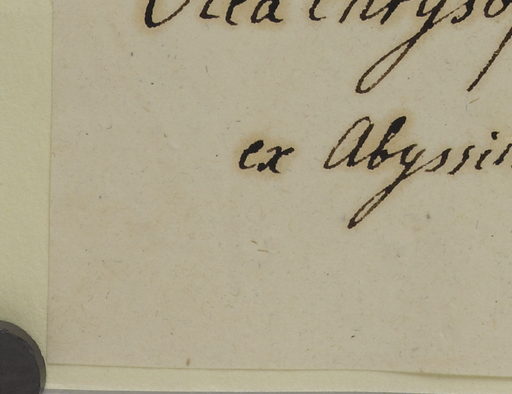 Olea Chrysop
ex Abyssin